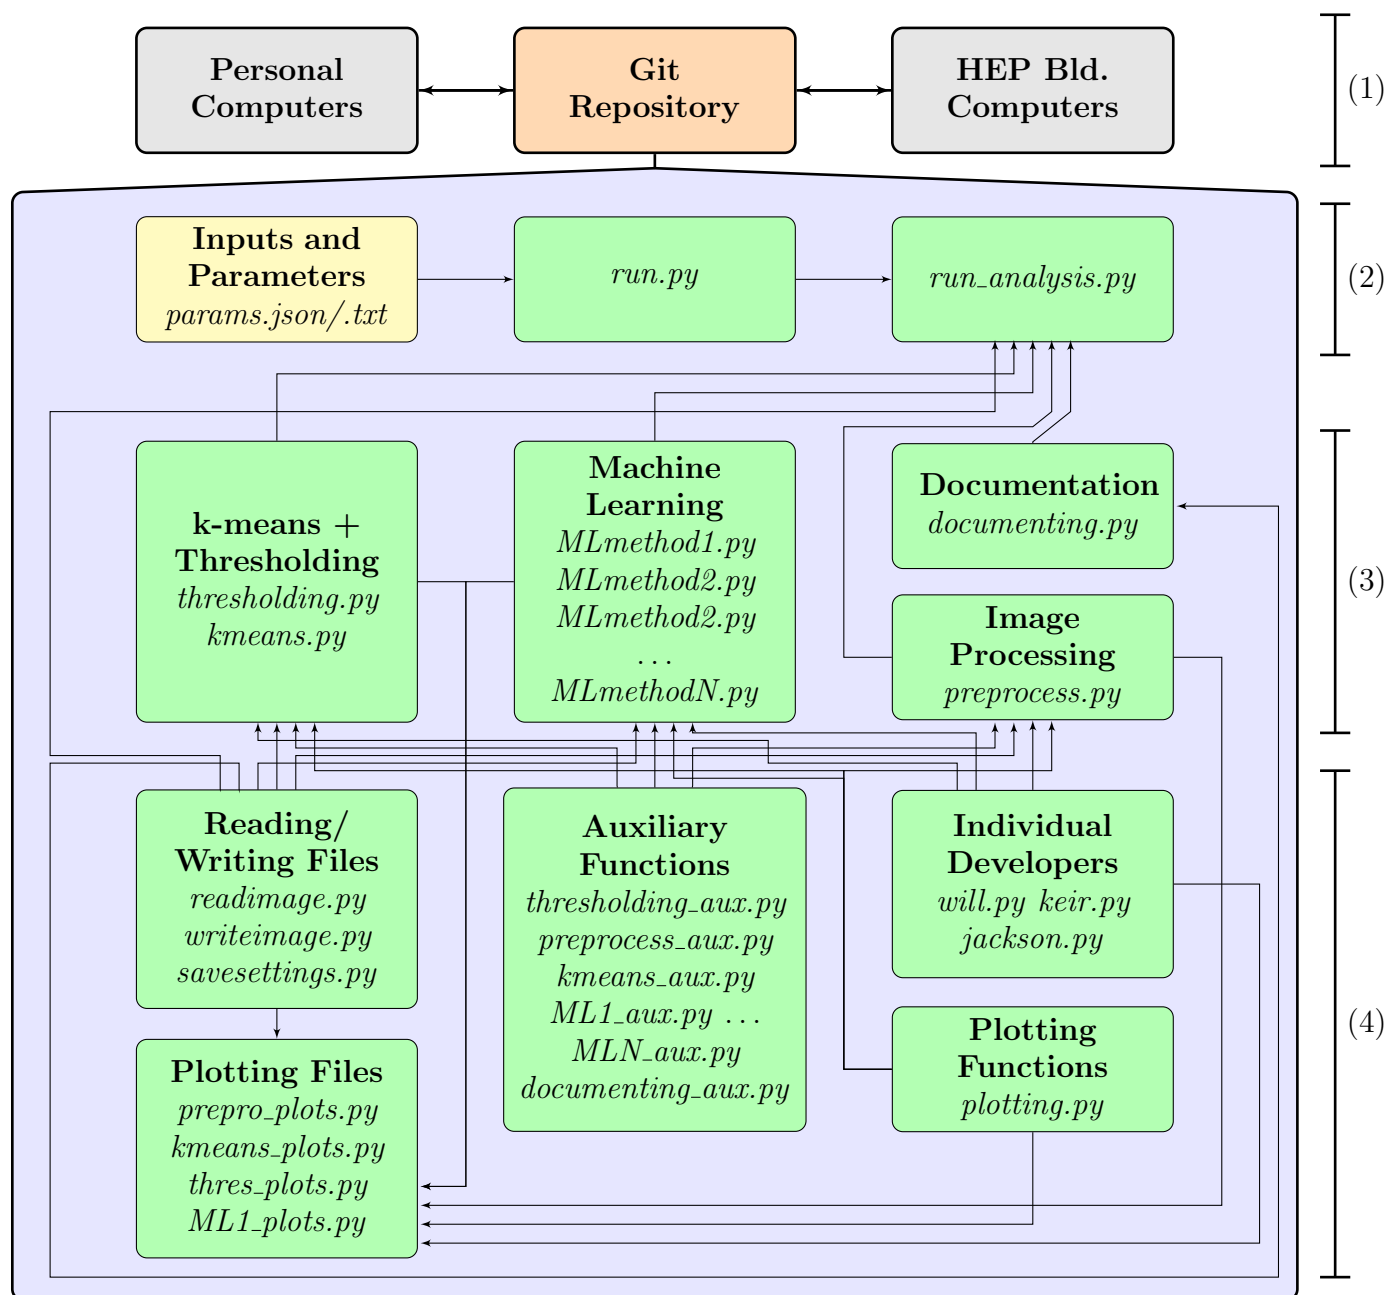 Personal
Computers
Git
Repository
HEP Bld.
Computers
(1)
Inputs and
Parameters
params.json/.txt
run.py
run_analysis.py
(2)
k-means +
Thresholding
thresholding.py
kmeans.py
Machine
Learning
MLmethod1.py
MLmethod2.py
MLmethod2.py
...
MLmethodN.py
Documentation
documenting.py
Image
Processing
preprocess.py
(3)
Reading/
Writing Files
readimage.py
writeimage.py
savesettings.py
Auxiliary
Functions
thresholding_aux.py
preprocess_aux.py
kmeans_aux.py
ML1_aux.py ...
MLN_aux.py
documenting_aux.py
Individual
Developers
will.py keir.py
jackson.py
Plotting Files
prepro_plots.py
kmeans_plots.py
thres_plots.py
ML1_plots.py
Plotting
Functions
plotting.py
(4)